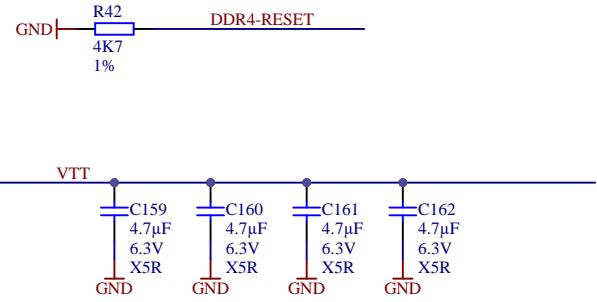 R42
DDR4-RESET
GND
4K7
1%
VTT
C159
4.7µF
6.3V
X5R
GND
C160
4.7µF
6.3V
X5R
GND
C161
4.7µF
6.3V
X5R
GND
C162
4.7µF
6.3V
X5R
GND